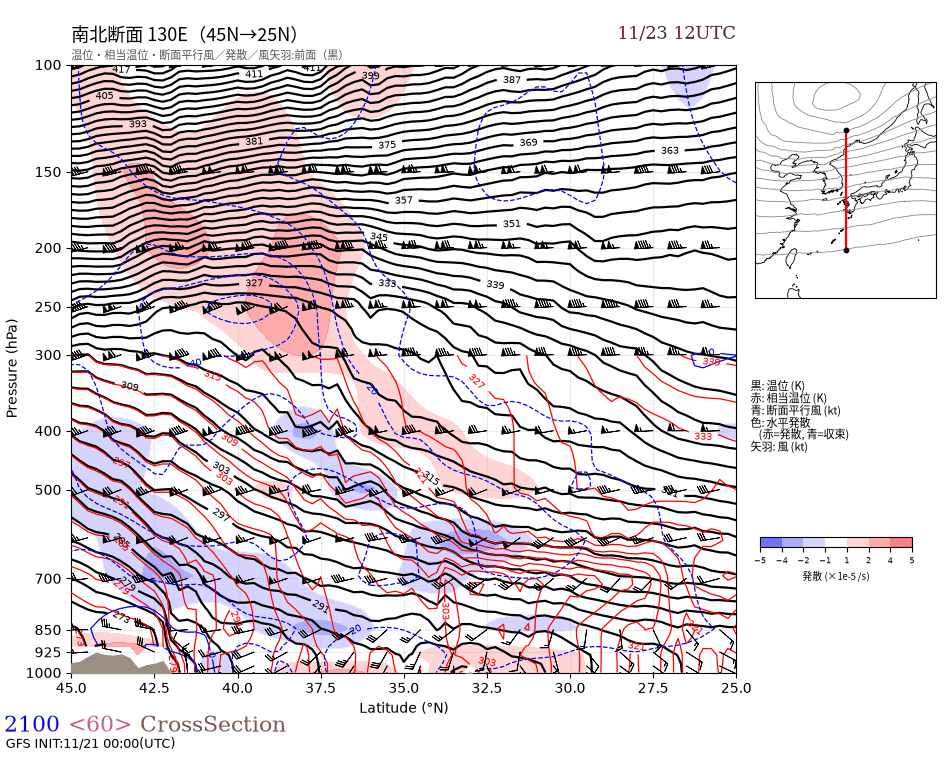 南北断面 130E（45N→25N）
11/23 12UTC
温位・相当温位・断面平行風／発散／風矢羽:前面（黒）
100
150
200
250
300
400
500
700
850
925
1000
Pressure (hPa)
45.0 42.5 40.0 37.5 35.0 32.5 30.0 27.5 25.0
Latitude (°N)
417
411
399
387
405
393
381
375
369
363
357
351
345
339
333
327
309
315
327
333
309
303
303
297
315
291
273
303
303
黒: 温位 (K)
赤: 相当温位 (K)
青: 断面平行風 (kt)
色: 水平発散
(赤=発散, 青=収束)
矢羽: 風 (kt)
−5 −4 −2 −1 1 2 4 5
発散 (×1e-5 /s)
2100 <60> CrossSection
GFS INIT:11/21 00:00(UTC)